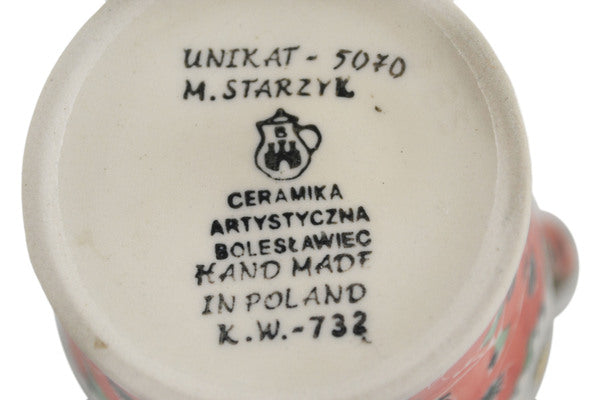 UNIKAT - 5070
M. STARZYK
B
CERAMIKA
ARTYSTYCZNA
BOLESŁAWIEC
HAND MADE
IN POLAND
K.W.-732